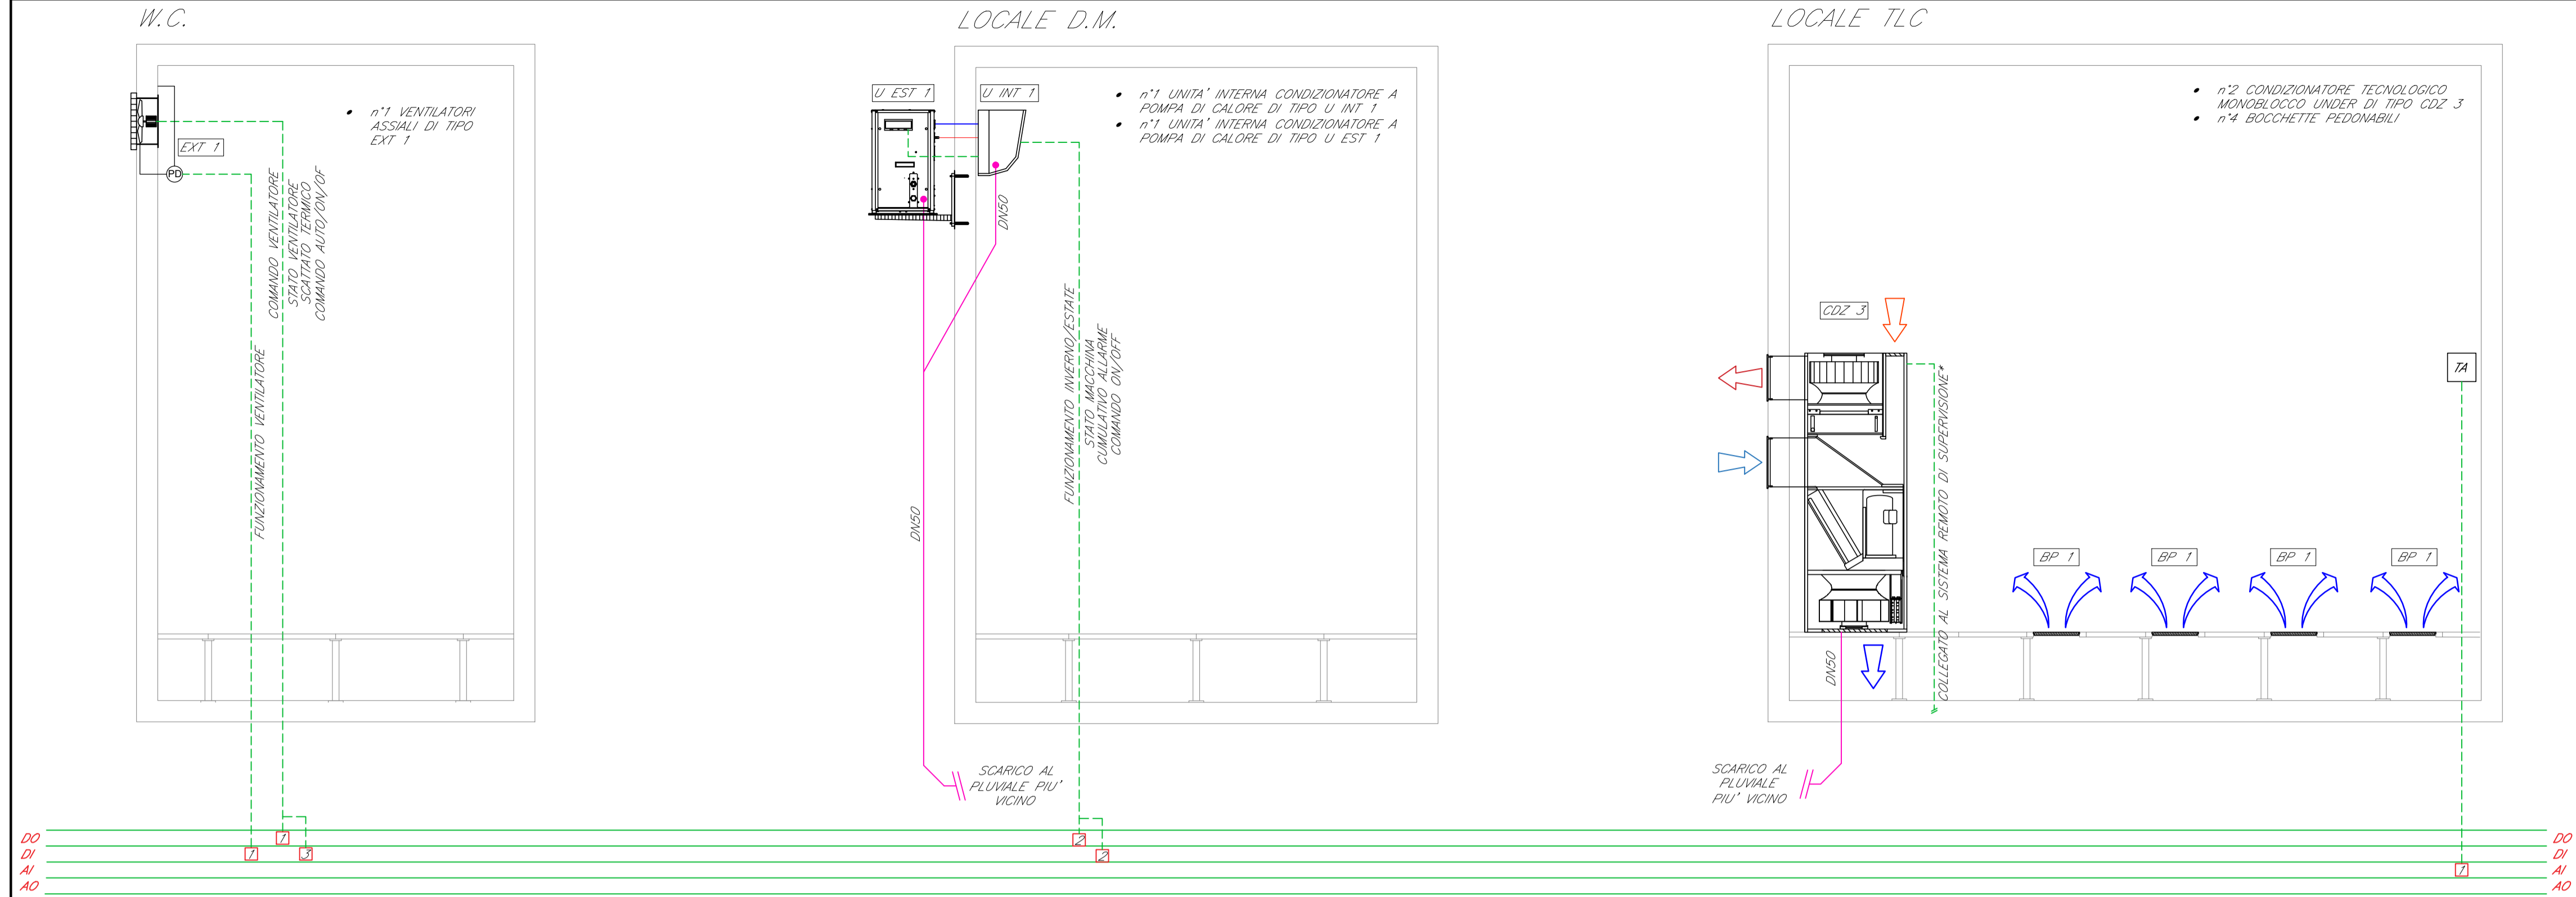 W.C.
EXT 1
PD
• n°1 VENTILATORI
ASSIALI DI TIPO
EXT 1
FUNZIONAMENTO VENTILATORE
COMANDO VENTILATORE
STATO VENTILATORE
SCATTATO TERMICO
COMANDO AUTO/ON/OF
LOCALE D.M.
U EST 1
U INT 1
• n°1 UNITA' INTERNA CONDIZIONATORE A
POMPA DI CALORE DI TIPO U INT 1
• n°1 UNITA' INTERNA CONDIZIONATORE A
POMPA DI CALORE DI TIPO U EST 1
DN50
DN50
FUNZIONAMENTO INVERNO/ESTATE
STATO MACCHINA
CUMULATIVO ALLARME
COMANDO ON/OFF
SCARICO AL
PLUVIALE PIU'
VICINO
LOCALE TLC
• n°2 CONDIZIONATORE TECNOLOGICO
MONOBLOCCO UNDER DI TIPO CDZ 3
• n°4 BOCCHETTE PEDONABILI
CDZ 3
TA
COLLEGATO AL SISTEMA REMOTO DI SUPERVISIONE*
BP 1
BP 1
BP 1
BP 1
DN50
SCARICO AL
PLUVIALE
PIU' VICINO
DO
DI
AI
AO
1
1
3
2
2
1
DO
DI
AI
AO